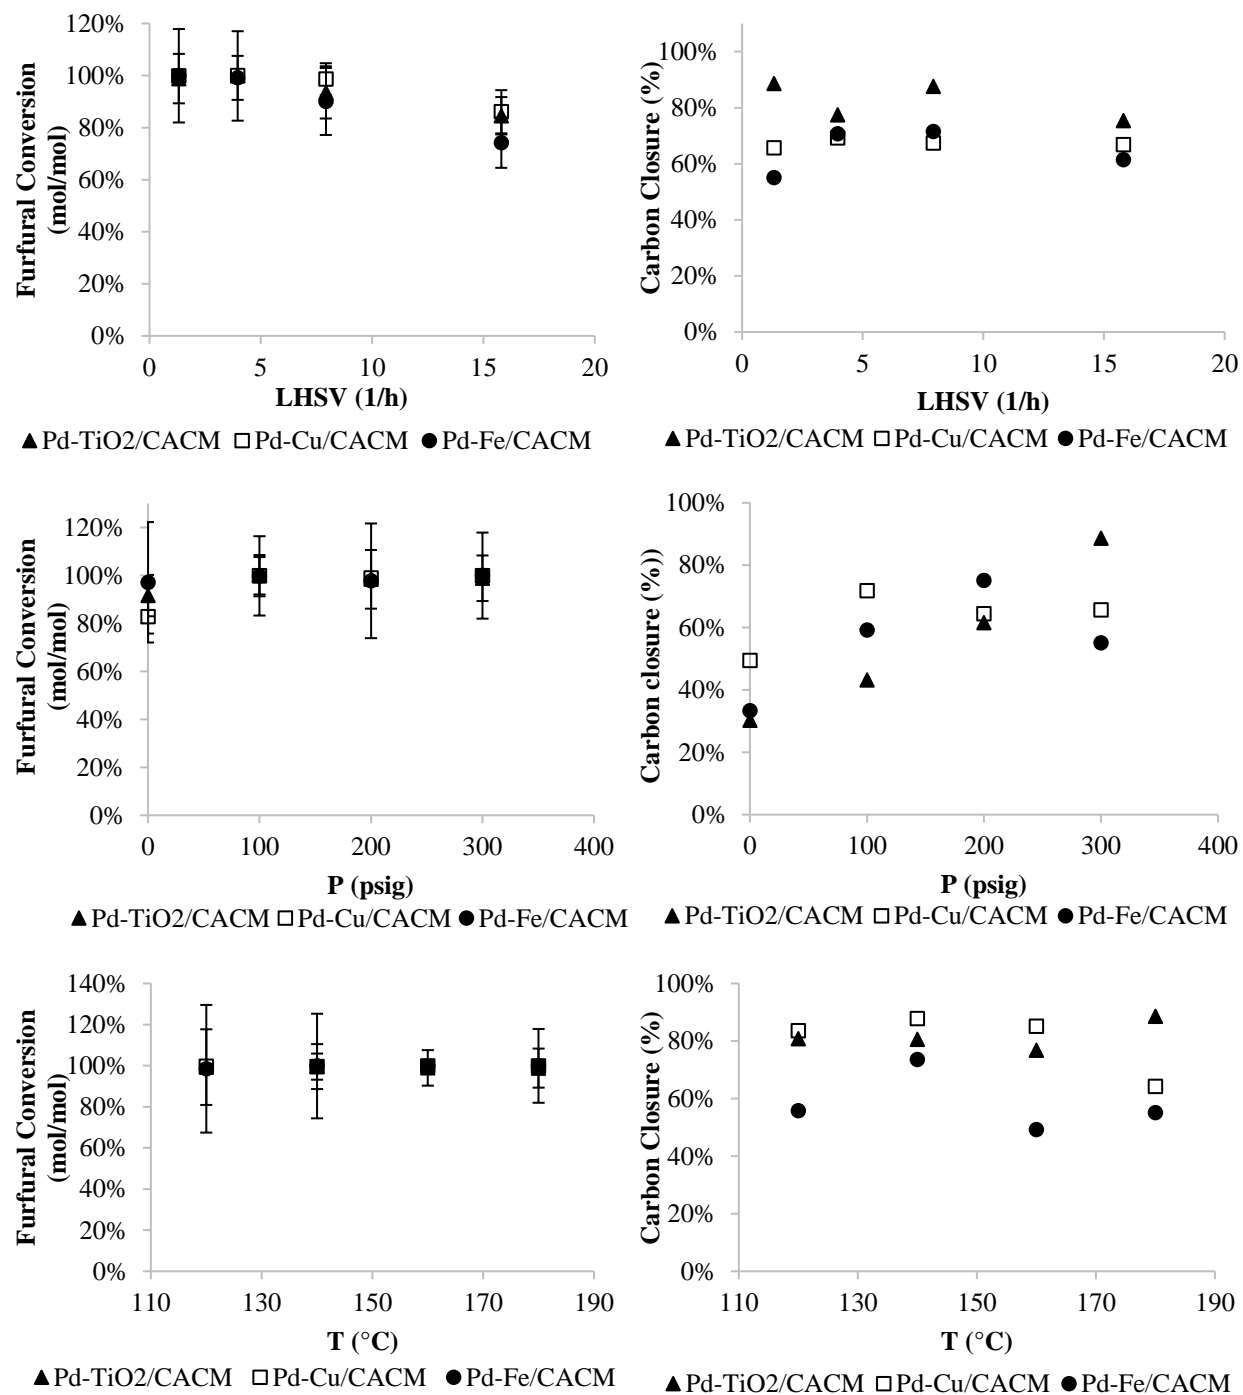 120%
100%
80%
60%
40%
20%
0%
Furfural Conversion
(mol/mol)
0 5 10 15 20
LHSV (1/h)
Pd-TiO2/CACM Pd-Cu/CACM Pd-Fe/CACM
100%
80%
60%
40%
20%
0%
Carbon Closure (%)
0 5 10 15 20
LHSV (1/h)
Pd-TiO2/CACM Pd-Cu/CACM Pd-Fe/CACM
120%
100%
80%
60%
40%
20%
0%
Furfural Conversion
(mol/mol)
0 100 200 300 400
P (psig)
Pd-TiO2/CACM Pd-Cu/CACM Pd-Fe/CACM
100%
80%
60%
40%
20%
0%
Carbon closure (%))
0 100 200 300 400
P (psig)
Pd-TiO2/CACM Pd-Cu/CACM Pd-Fe/CACM
140%
120%
100%
80%
60%
40%
20%
0%
Furfural Conversion
(mol/mol)
110 130 150 170 190
T (°C)
Pd-TiO2/CACM Pd-Cu/CACM Pd-Fe/CACM
100%
80%
60%
40%
20%
0%
Carbon Closure (%)
110 130 150 170 190
T (°C)
Pd-TiO2/CACM Pd-Cu/CACM Pd-Fe/CACM